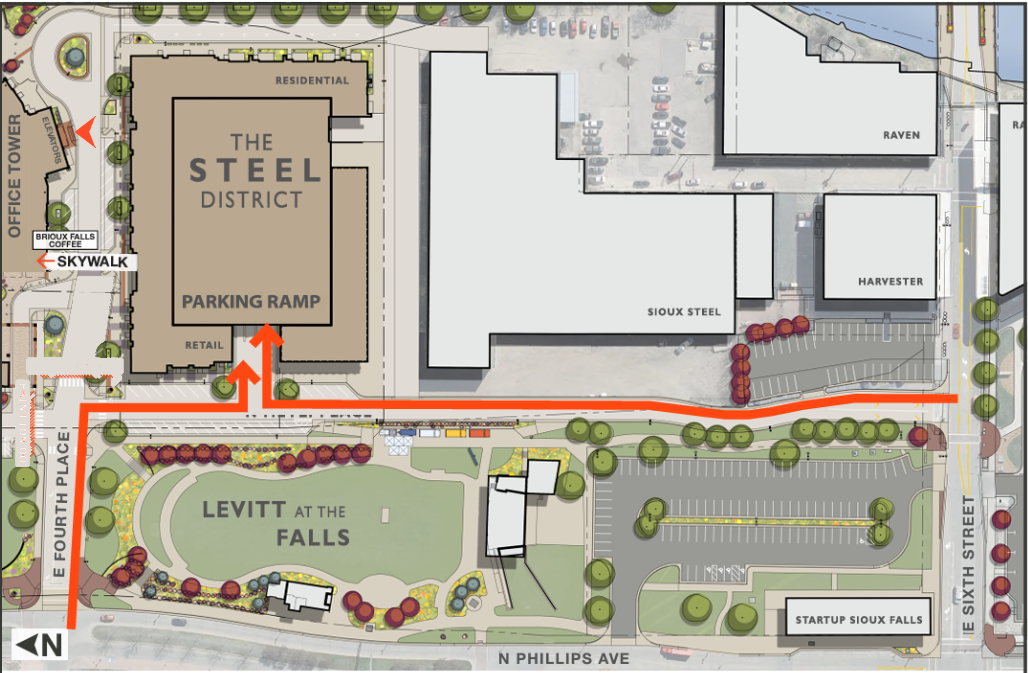 RESIDENTIAL
THE
STEEL
DISTRICT
PARKING RAMP
RETAIL
OFFICE TOWER
ELEVATORS
BRIOUX FALLS
COFFEE
SKYWALK
RAVEN
RA
HARVESTER
SIOUX STEEL
E FOURTH PLACE
LEVITT AT THE
FALLS
E SIXTH STREET
STARTUP SIOUX FALLS
N PHILLIPS AVE
N